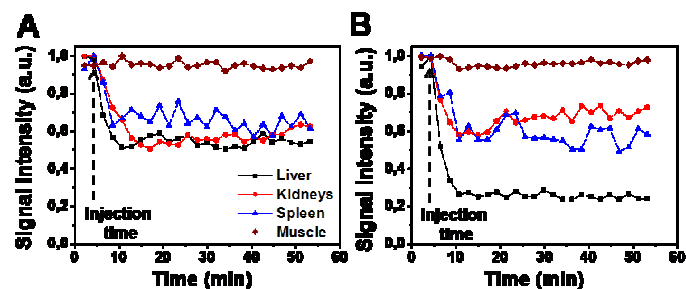 A
B
Signal Intensity (a.u.)
1,0
0,8
0,6
0,4
0,2
0,0
Injection
time
Liver
Kidneys
Spleen
Muscle
0 10 20 30 40 50 60
Time (min)
Signal Intensity (a.u.)
1,0
0,8
0,6
0,4
0,2
0,0
Injection
time
0 10 20 30 40 50 60
Time (min)